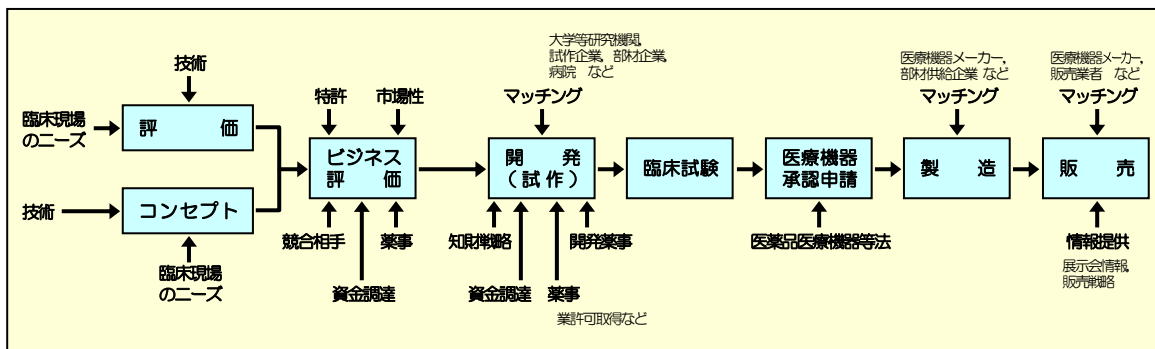 大学等研究機関,
試作企業, 部材企業,
病院 など
医療機器メーカー,
部材供給企業 など
医療機器メーカー,
販売業者 など
技術
特許
市場性
マッチング
マッチング
マッチング
臨床現場
のニーズ
評 価
ビジネス
評 価
開 発
(試 作)
臨床試験
医療機器
承認申請
製 造
販 売
技術
コンセプト
臨床現場
のニーズ
競合相手
薬事
資金調達
知財戦略
開発薬事
資金調達
薬事
業許可取得など
医薬品医療機器等法
情報提供
展示会情報,
販売戦略